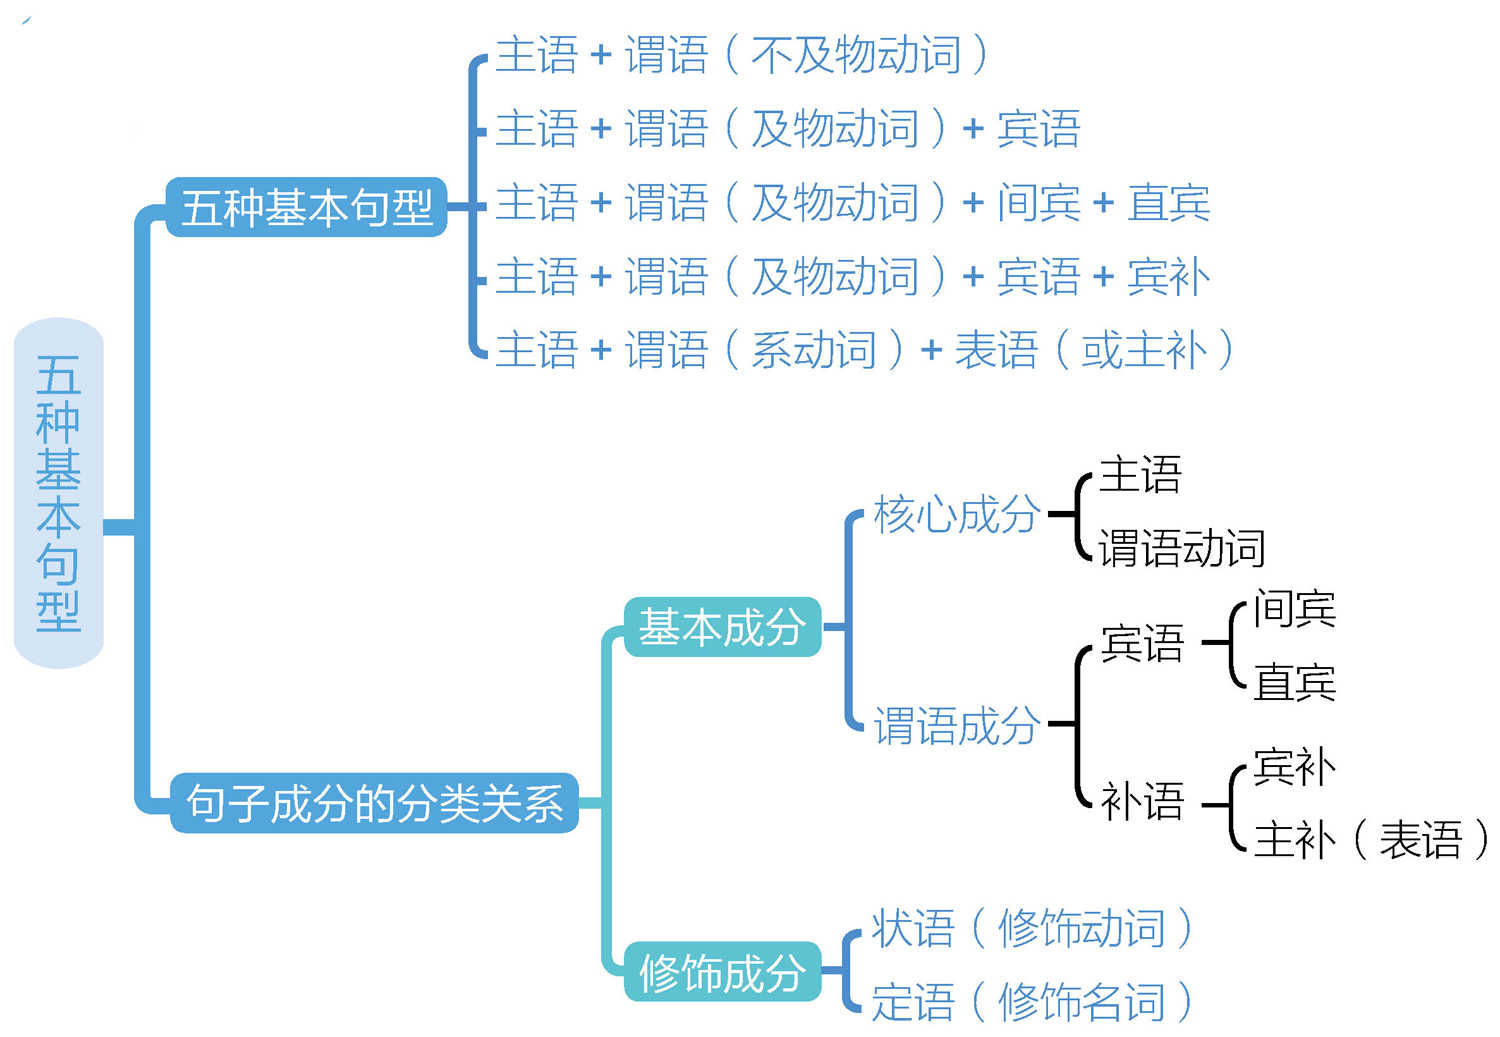 五种基本句型
五种基本句型
主语 + 谓语（不及物动词）
主语 + 谓语（及物动词）+ 宾语
主语 + 谓语（及物动词）+ 间宾 + 直宾
主语 + 谓语（及物动词）+ 宾语 + 宾补
主语 + 谓语（系动词）+ 表语（或主补）
句子成分的分类关系
基本成分
核心成分
主语
谓语动词
谓语成分
宾语
间宾
直宾
补语
宾补
主补（表语）
修饰成分
状语（修饰动词）
定语（修饰名词）